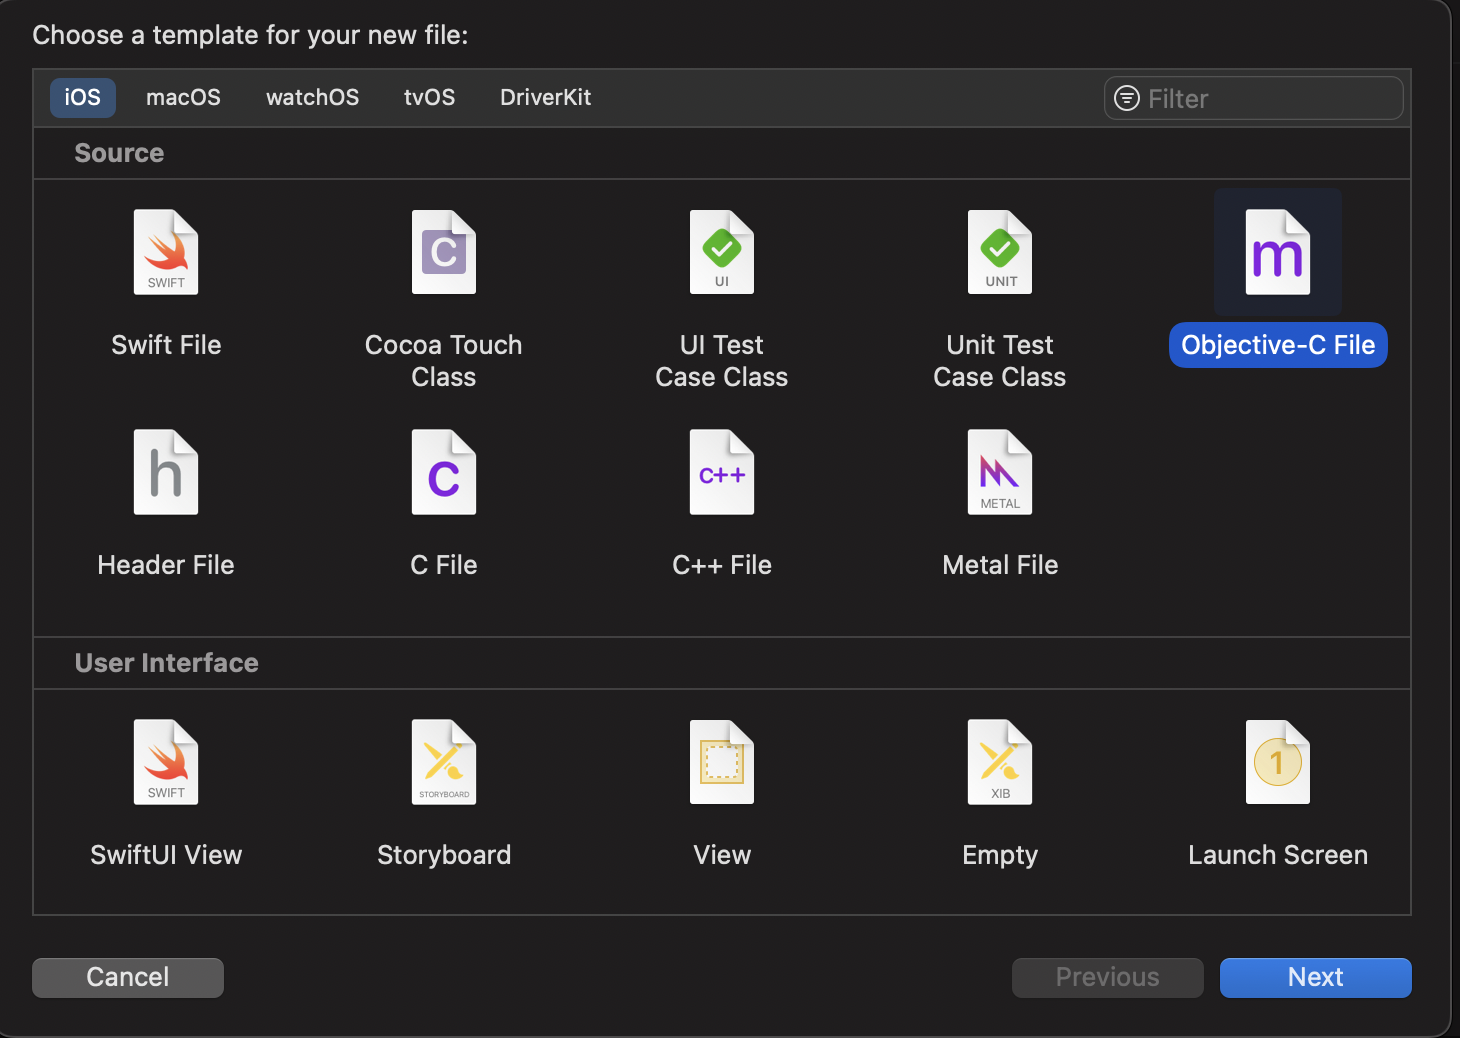 Choose a template for your new file:
iOS macOS watchOS tvOS DriverKit Filter
Source
SWIFT C UI UNIT m
Swift File Cocoa Touch Class UI Test Case Class Unit Test Case Class Objective-C File
h C C++ METAL
Header File C File C++ File Metal File
User Interface
SWIFT STORYBOARD XIB 1
SwiftUI View Storyboard View Empty Launch Screen
Cancel Previous Next